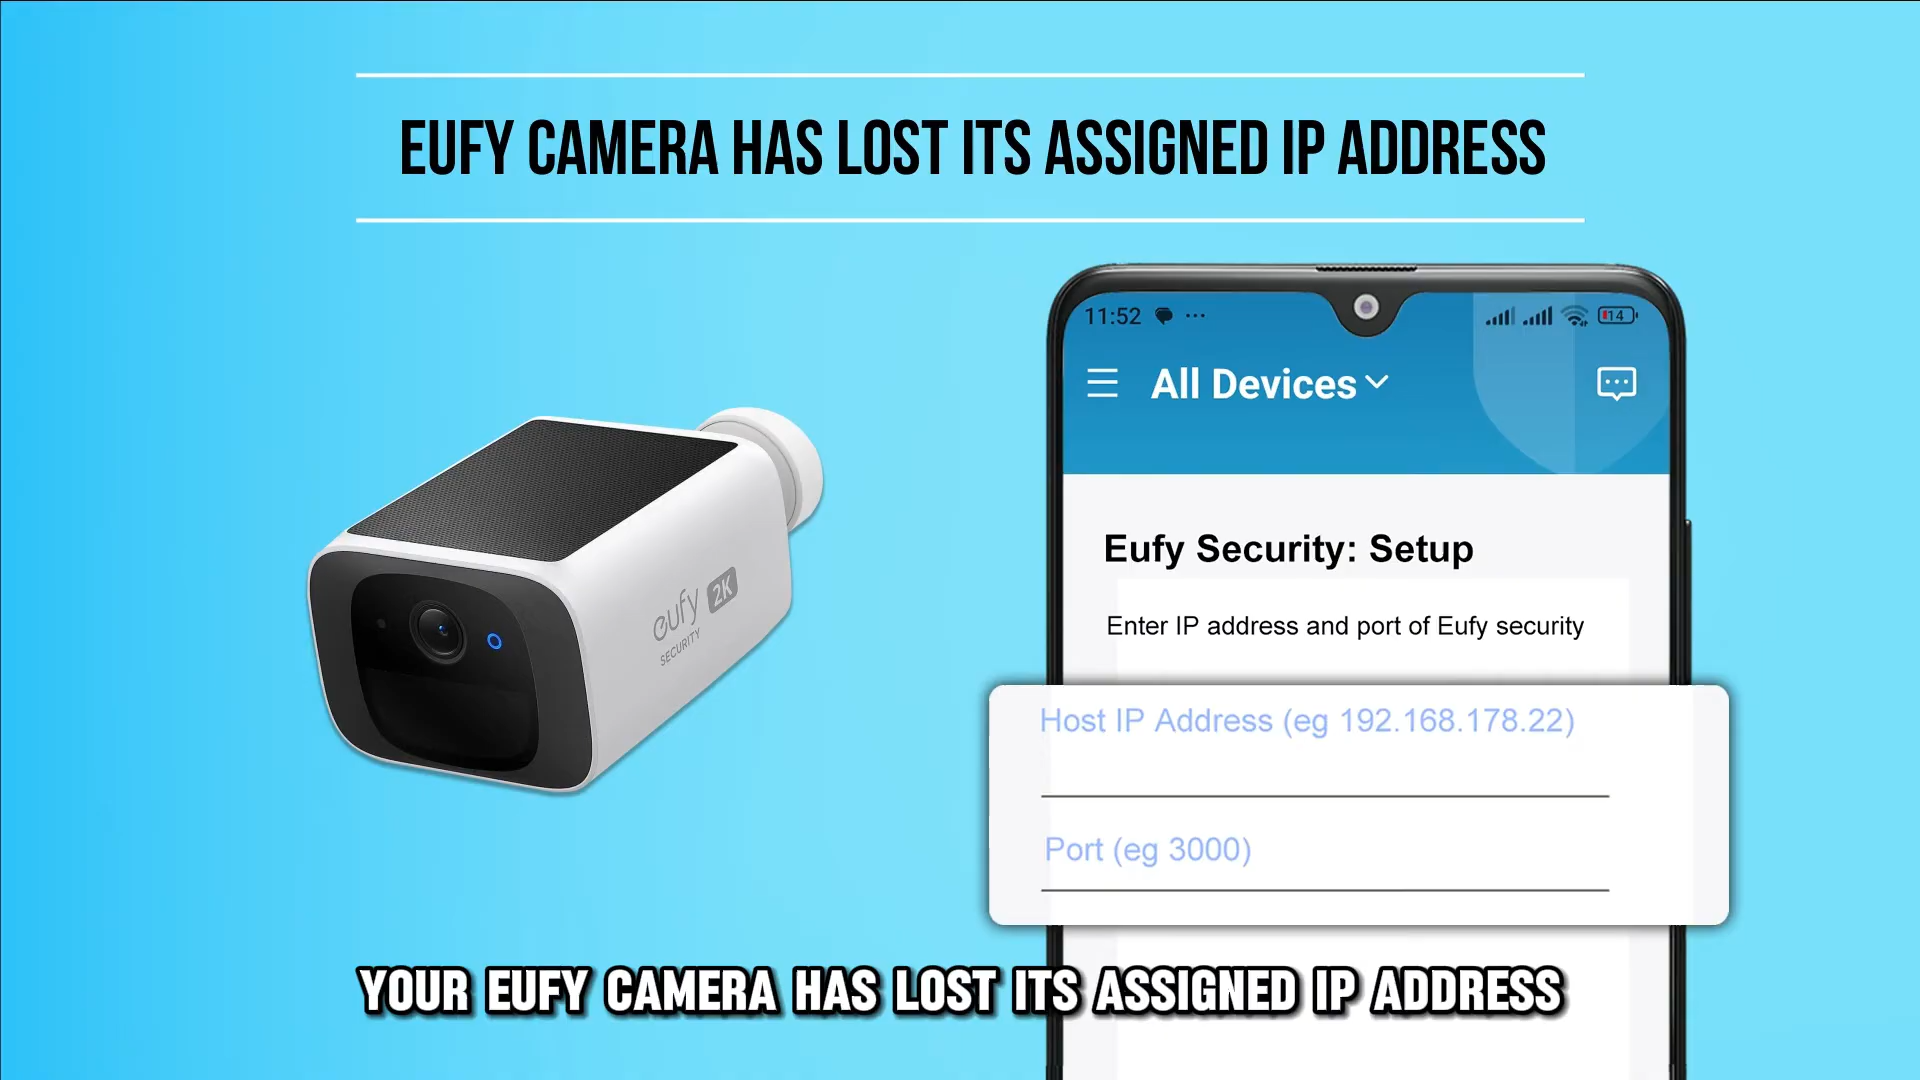 EUFY CAMERA HAS LOST ITS ASSIGNED IP ADDRESS
11:52 14
All Devices
eufy 2K
SECURITY
Eufy Security: Setup
Enter IP address and port of Eufy security
Host IP Address (eg 192.168.178.22)
Port (eg 3000)
YOUR EUFY CAMERA HAS LOST ITS ASSIGNED IP ADDRESS